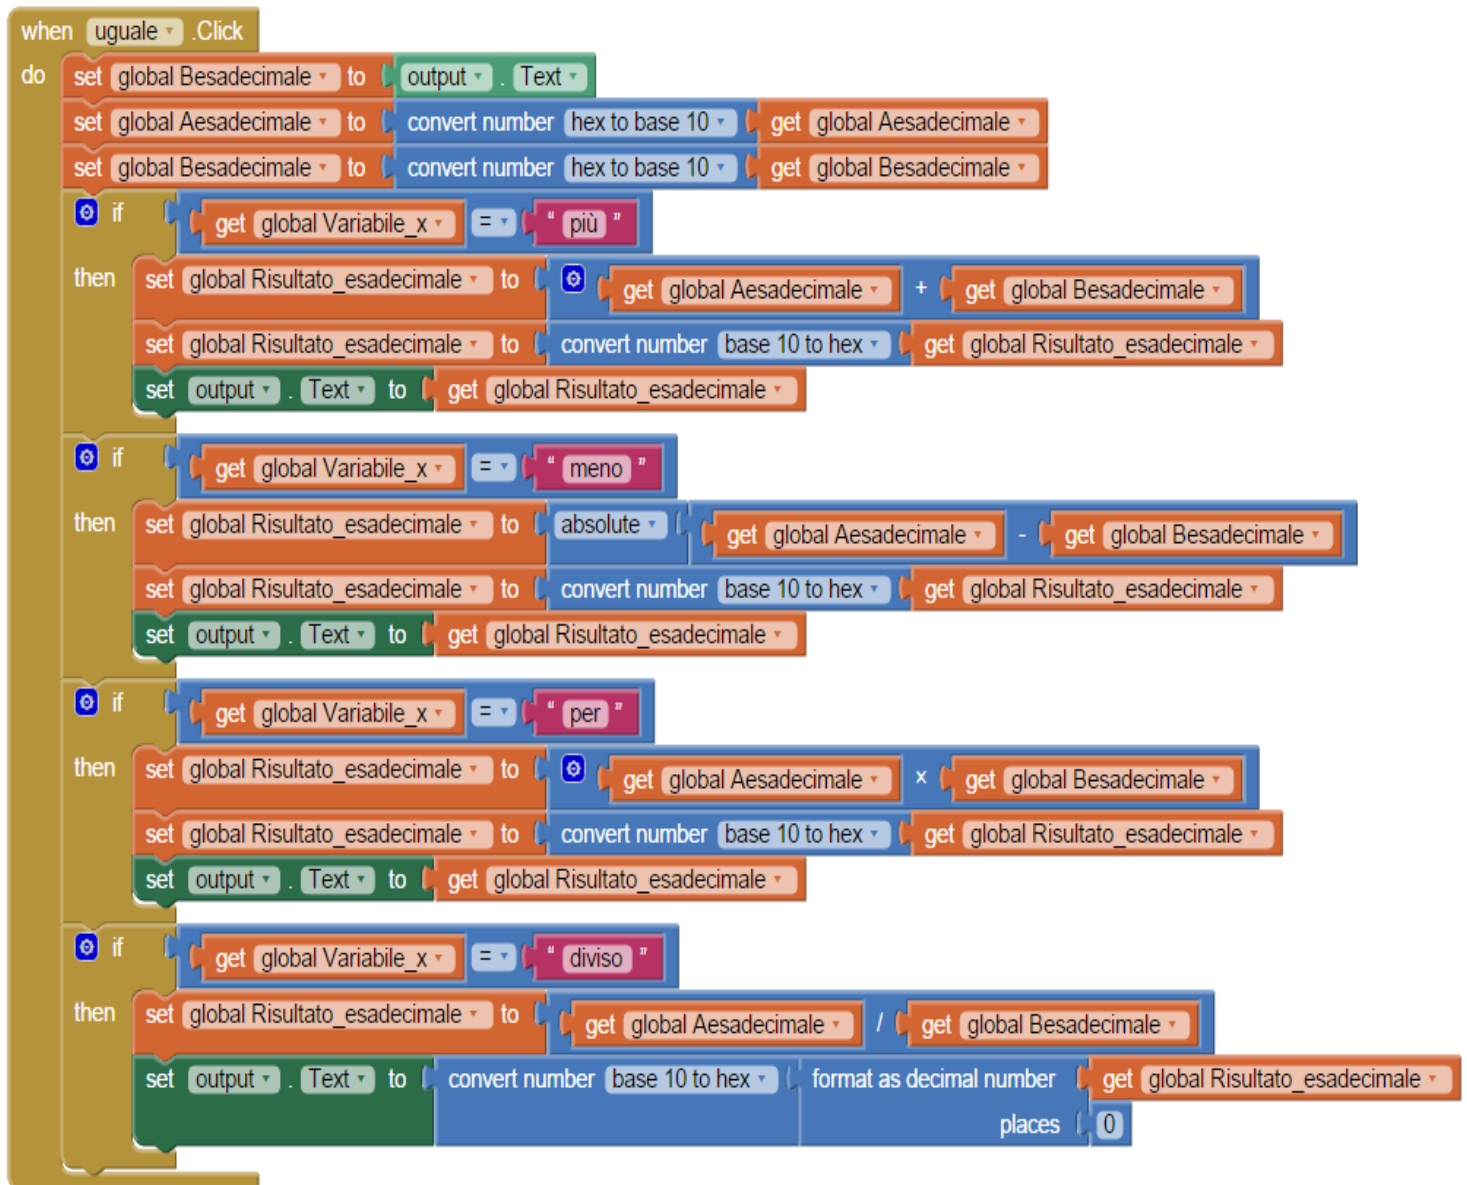 when uguale .Click
do set global Besadecimale to output . Text
set global Aesadecimale to convert number hex to base 10 get global Aesadecimale
set global Besadecimale to convert number hex to base 10 get global Besadecimale
if get global Variabile_x = " più "
then set global Risultato_esadecimale to get global Aesadecimale + get global Besadecimale
set global Risultato_esadecimale to convert number base 10 to hex get global Risultato_esadecimale
set output . Text to get global Risultato_esadecimale
if get global Variabile_x = " meno "
then set global Risultato_esadecimale to absolute get global Aesadecimale - get global Besadecimale
set global Risultato_esadecimale to convert number base 10 to hex get global Risultato_esadecimale
set output . Text to get global Risultato_esadecimale
if get global Variabile_x = " per "
then set global Risultato_esadecimale to get global Aesadecimale x get global Besadecimale
set global Risultato_esadecimale to convert number base 10 to hex get global Risultato_esadecimale
set output . Text to get global Risultato_esadecimale
if get global Variabile_x = " diviso "
then set global Risultato_esadecimale to get global Aesadecimale / get global Besadecimale
set output . Text to convert number base 10 to hex format as decimal number get global Risultato_esadecimale
places 0